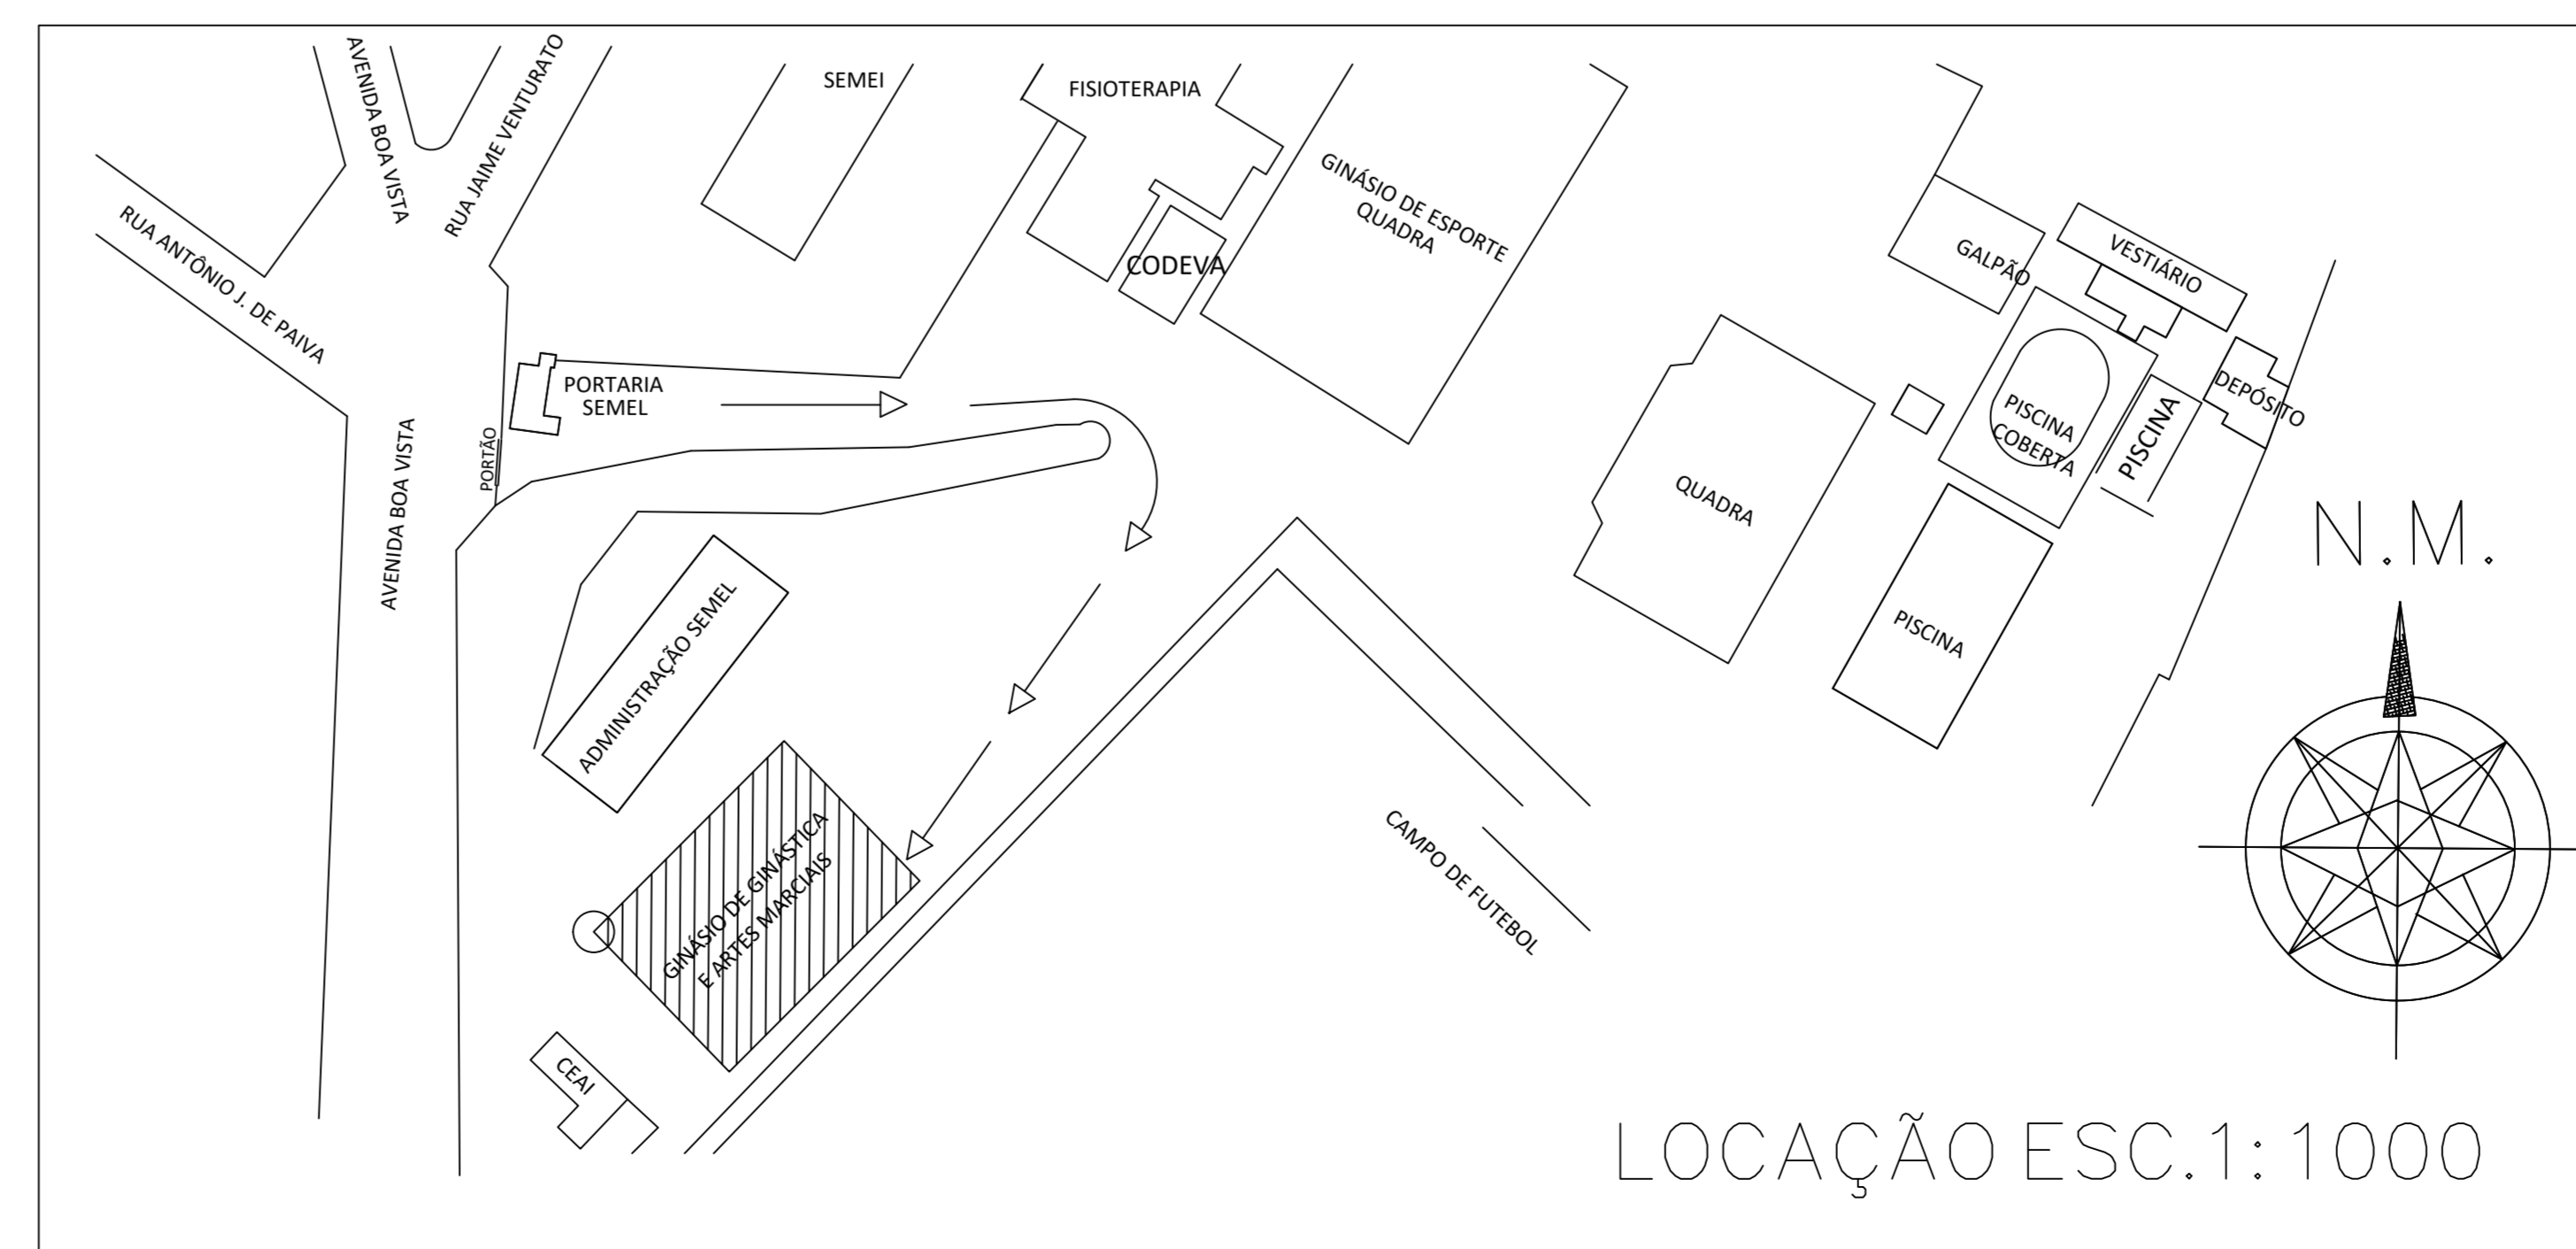 AVENIDA BOA VISTA
RUA JAIME VENTURATO
SEMEI
FISIOTERAPIA
GINÁSIO DE ESPORTE
QUADRA
RUA ANTÔNIO J. DE PAIVA
CODEVA
GALPÃO
VESTIÁRIO
PORTARIA
SEMEL
PORTÃO
AVENIDA BOA VISTA
PISCINA
COBERTA
PISCINA
DEPÓSITO
QUADRA
N.M.
ADMINISTRAÇÃO SEMEL
PISCINA
GINÁSIO DE GINÁSTICA
E ARTES MARCIAIS
CAMPO DE FUTEBOL
CEAI
LOCAÇÃO ESC.1:1000